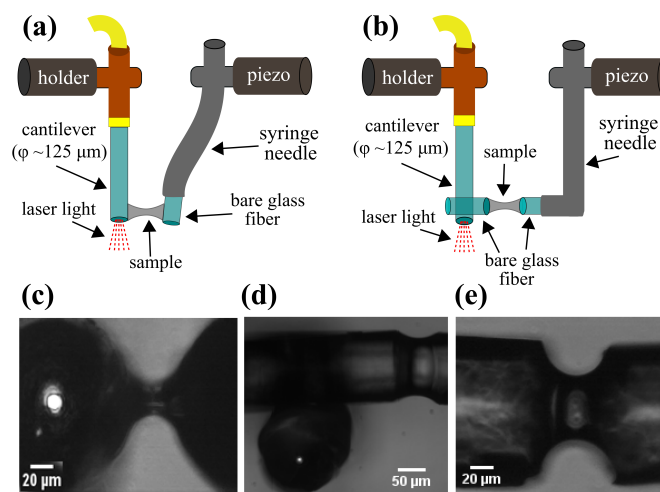 (a)
holder
piezo
cantilever
(φ ~125 μm)
syringe
needle
laser light
bare glass
fiber
sample
(b)
holder
piezo
cantilever
(φ ~125 μm)
sample
syringe
needle
laser light
bare glass
fiber
(c)
20 μm
(d)
50 μm
(e)
20 μm